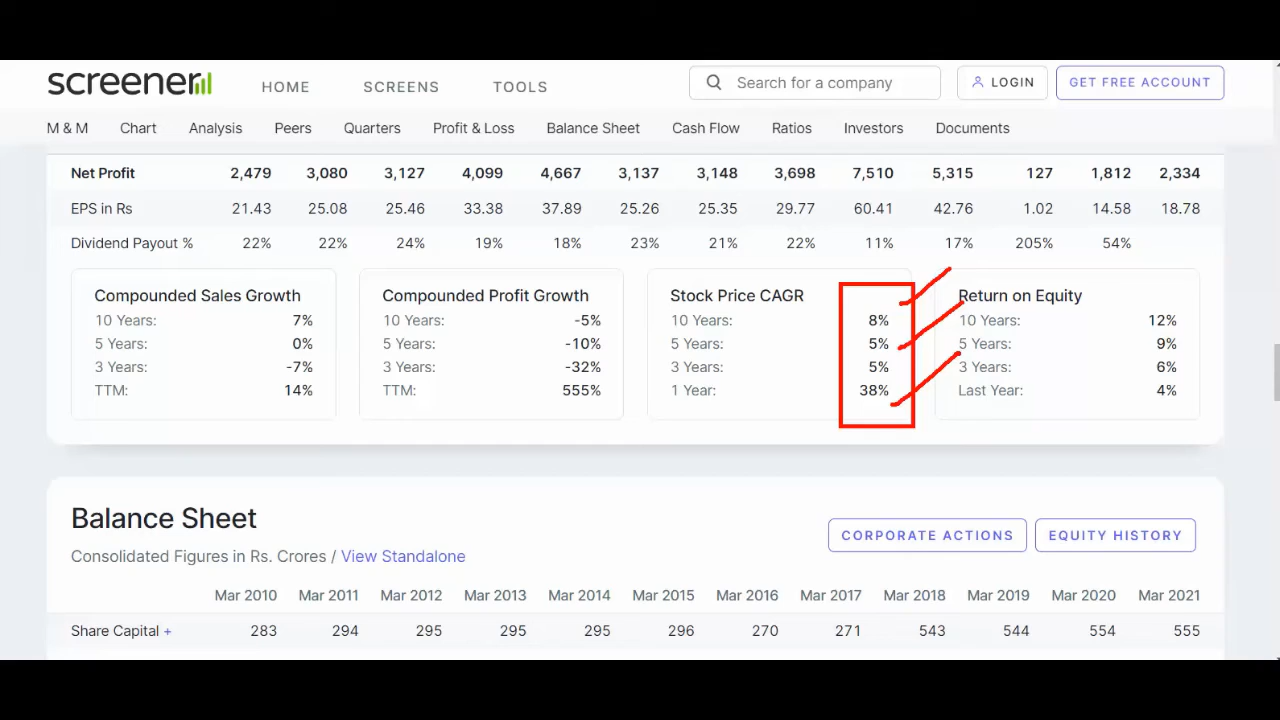 screener HOME SCREENS TOOLS Search for a company LOGIN GET FREE ACCOUNT
M & M Chart Analysis Peers Quarters Profit & Loss Balance Sheet Cash Flow Ratios Investors Documents
Net Profit 2,479 3,080 3,127 4,099 4,667 3,137 3,148 3,698 7,510 5,315 127 1,812 2,334
EPS in Rs 21.43 25.08 25.46 33.38 37.89 25.26 25.35 29.77 60.41 42.76 1.02 14.58 18.78
Dividend Payout % 22% 22% 24% 19% 18% 23% 21% 22% 11% 17% 205% 54%
Compounded Sales Growth
10 Years: 7%
5 Years: 0%
3 Years: -7%
TTM: 14%
Compounded Profit Growth
10 Years: -5%
5 Years: -10%
3 Years: -32%
TTM: 555%
Stock Price CAGR
10 Years: 8%
5 Years: 5%
3 Years: 5%
1 Year: 38%
Return on Equity
10 Years: 12%
5 Years: 9%
3 Years: 6%
Last Year: 4%
Balance Sheet
CORPORATE ACTIONS EQUITY HISTORY
Consolidated Figures in Rs. Crores / View Standalone
Mar 2010 Mar 2011 Mar 2012 Mar 2013 Mar 2014 Mar 2015 Mar 2016 Mar 2017 Mar 2018 Mar 2019 Mar 2020 Mar 2021
Share Capital + 283 294 295 295 295 296 270 271 543 544 554 555